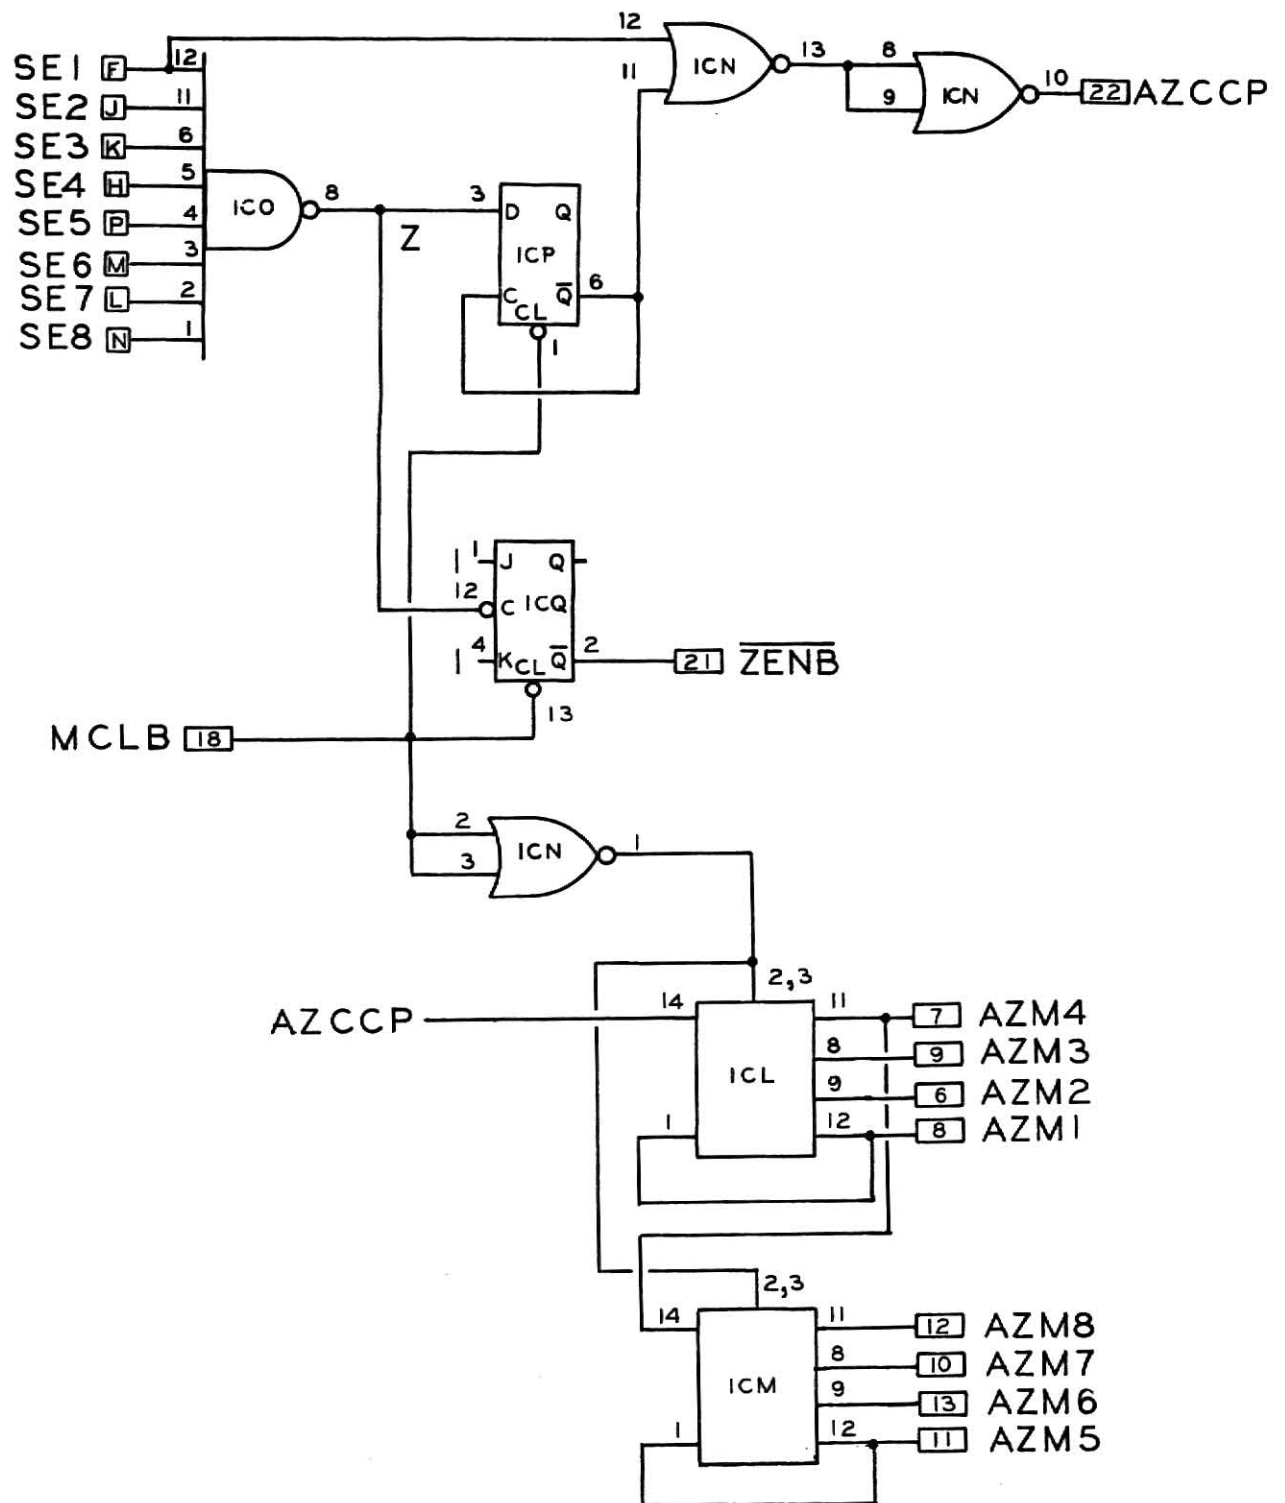 12
SE1 F 12
11
ICN
13
8
9
ICN
10
22 AZCCP
SE2 J 11
SE3 K 6
SE4 H 5
SE5 P 4
SE6 M 3
SE7 L 2
SE8 N 1
ICO
8
Z
3
D Q
ICP
C CL Q̅
6
1
1 1 J Q
12 C ICQ
1 4 K CL Q̅ 2
21 Z̅E̅N̅B̅
13
MCLB 18
2
3
ICN
1
2,3
AZCCP
14
ICL
1
11 7 AZM4
8 9 AZM3
9 6 AZM2
12 8 AZM1
2,3
14
ICM
1
11 12 AZM8
8 10 AZM7
9 13 AZM6
12 11 AZM5